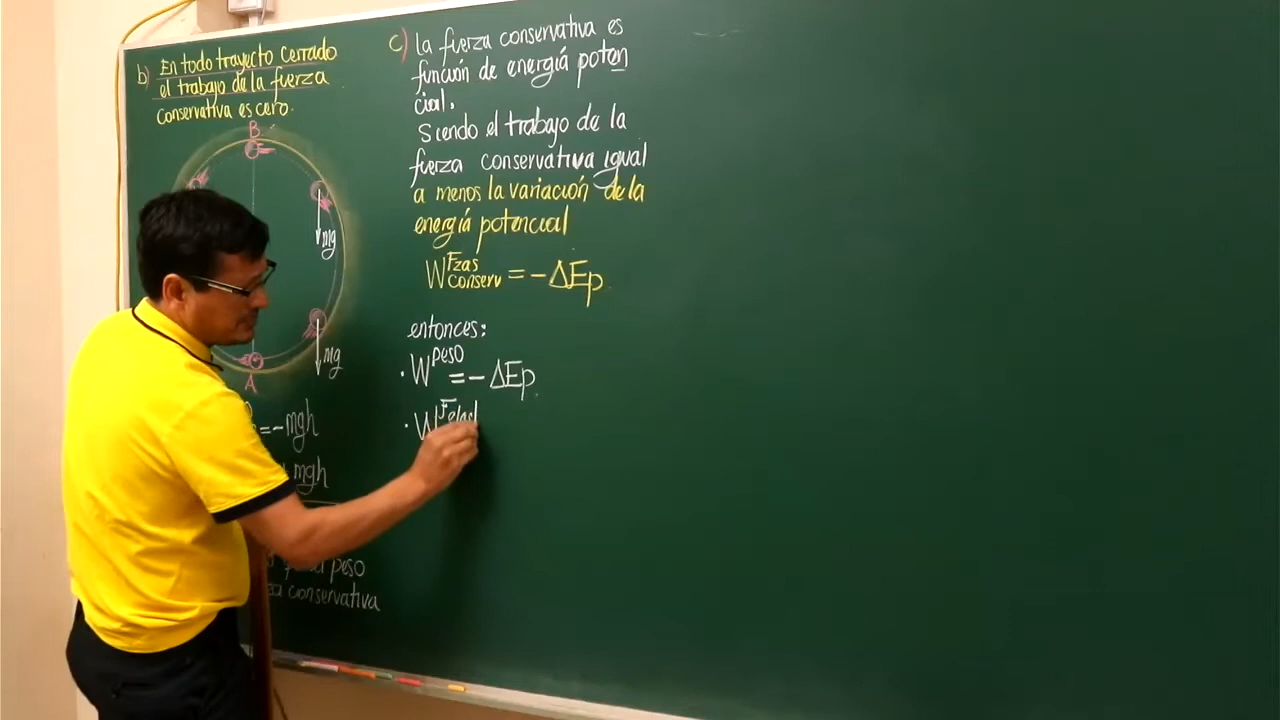 b) En todo trayecto cerrado
el trabajo de la fuerza
conservativa es cero.
B
mg
mg
A
= -mgh
mgh
peso
conservativa
c) La fuerza conservativa es
función de energía poten
cial.
Siendo el trabajo de la
fuerza conservativa igual
a menos la variación de la
energía potencial
W Fzas conserv = -ΔEp
entonces:
· W peso = -ΔEp.
· W F elast